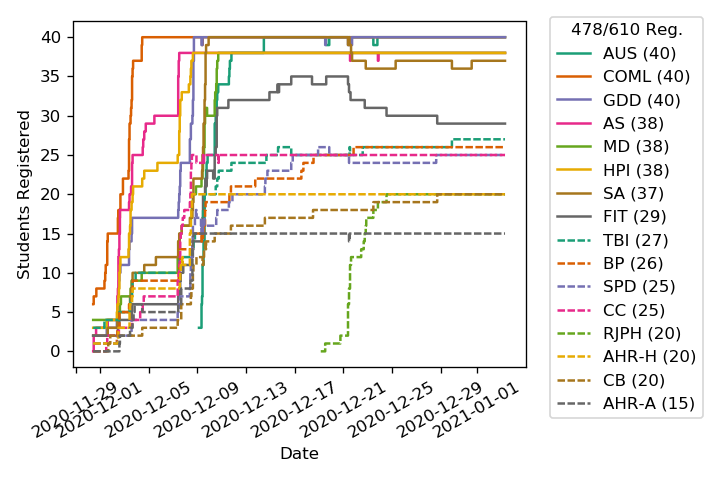 478/610 Reg.
AUS (40)
COML (40)
GDD (40)
AS (38)
MD (38)
HPI (38)
SA (37)
FIT (29)
TBI (27)
BP (26)
SPD (25)
CC (25)
RJPH (20)
AHR-H (20)
CB (20)
AHR-A (15)
Students Registered
40
35
30
25
20
15
10
5
0
2020-11-29
2020-12-01
2020-12-05
2020-12-09
2020-12-13
2020-12-17
2020-12-21
2020-12-25
2020-12-29
2021-01-01
Date